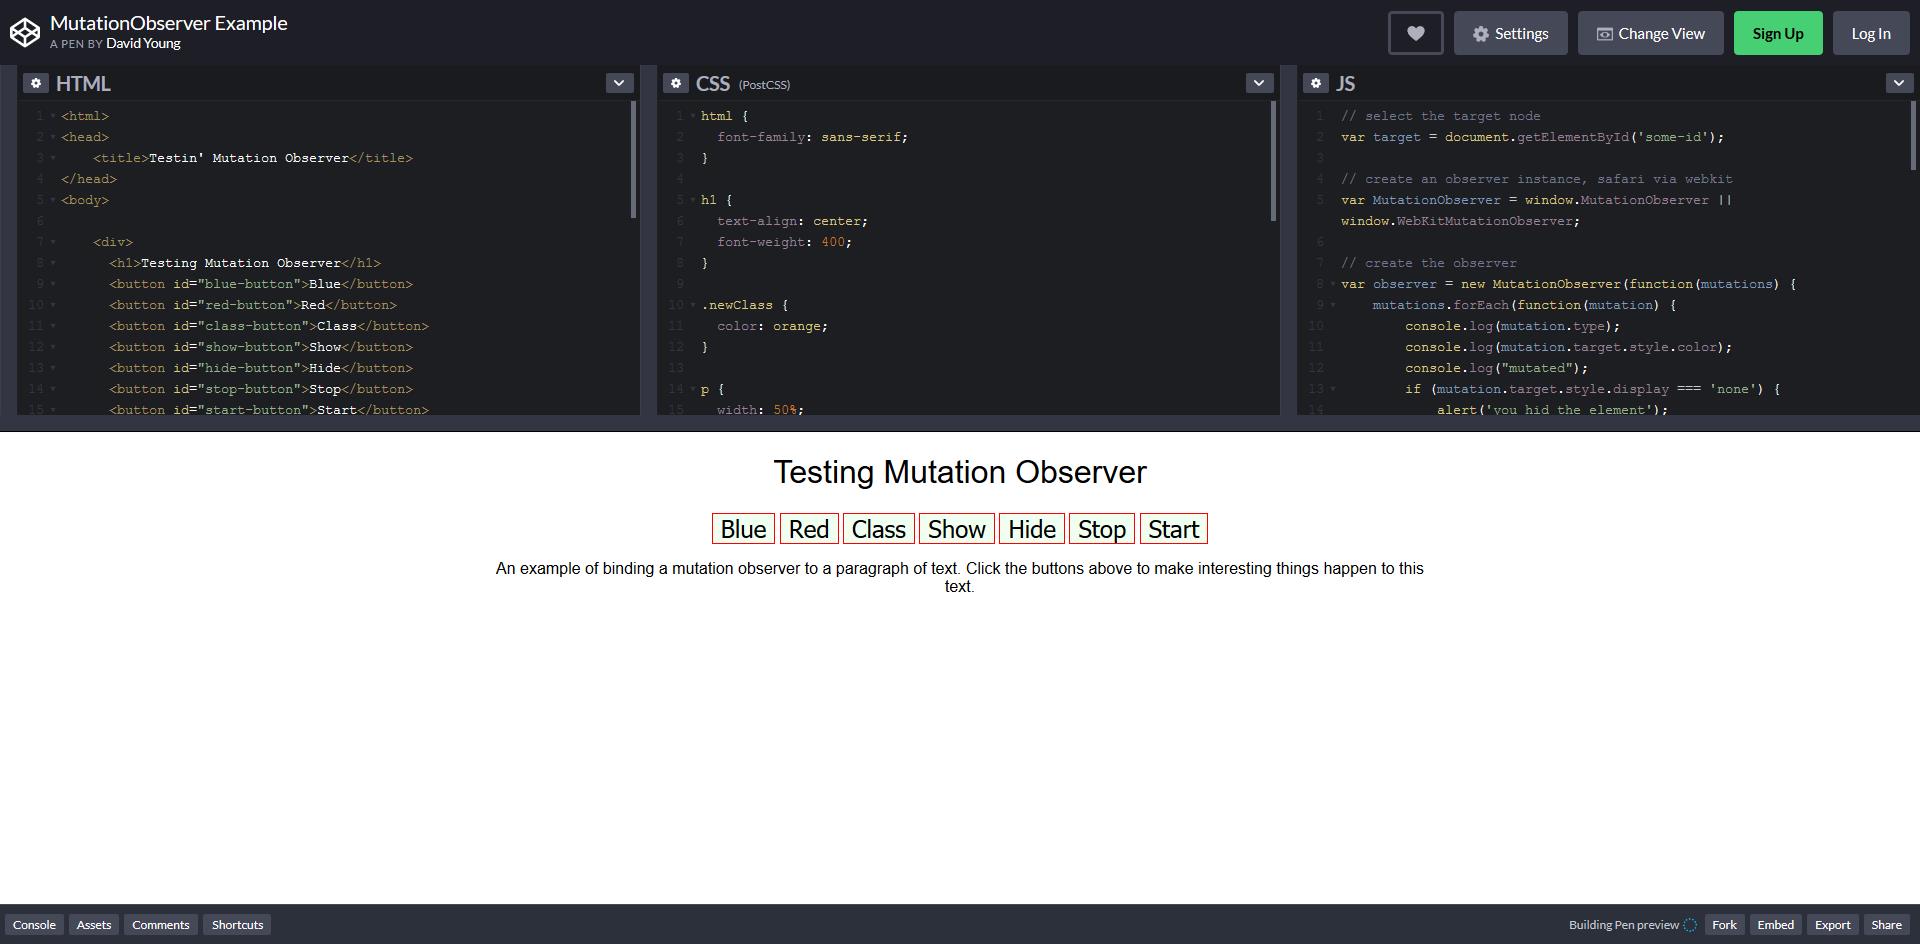 MutationObserver Example
A PEN BY David Young
Settings
Change View
Sign Up
Log In
HTML
1 <html>
2 <head>
3 <title>Testin' Mutation Observer</title>
4 </head>
5 <body>
6
7 <div>
8 <h1>Testing Mutation Observer</h1>
9 <button id="blue-button">Blue</button>
10 <button id="red-button">Red</button>
11 <button id="class-button">Class</button>
12 <button id="show-button">Show</button>
13 <button id="hide-button">Hide</button>
14 <button id="stop-button">Stop</button>
15 <button id="start-button">Start</button>
CSS (PostCSS)
1 html {
2 font-family: sans-serif;
3 }
4
5 h1 {
6 text-align: center;
7 font-weight: 400;
8 }
9
10 .newClass {
11 color: orange;
12 }
13
14 p {
15 width: 50%;
JS
1 // select the target node
2 var target = document.getElementById('some-id');
3
4 // create an observer instance, safari via webkit
5 var MutationObserver = window.MutationObserver ||
window.WebKitMutationObserver;
6
7 // create the observer
8 var observer = new MutationObserver(function(mutations) {
9 mutations.forEach(function(mutation) {
10 console.log(mutation.type);
11 console.log(mutation.target.style.color);
12 console.log("mutated");
13 if (mutation.target.style.display === 'none') {
14 alert('you hid the element');
Testing Mutation Observer
Blue Red Class Show Hide Stop Start
An example of binding a mutation observer to a paragraph of text. Click the buttons above to make interesting things happen to this
text.
Console Assets Comments Shortcuts
Building Pen preview Fork Embed Export Share